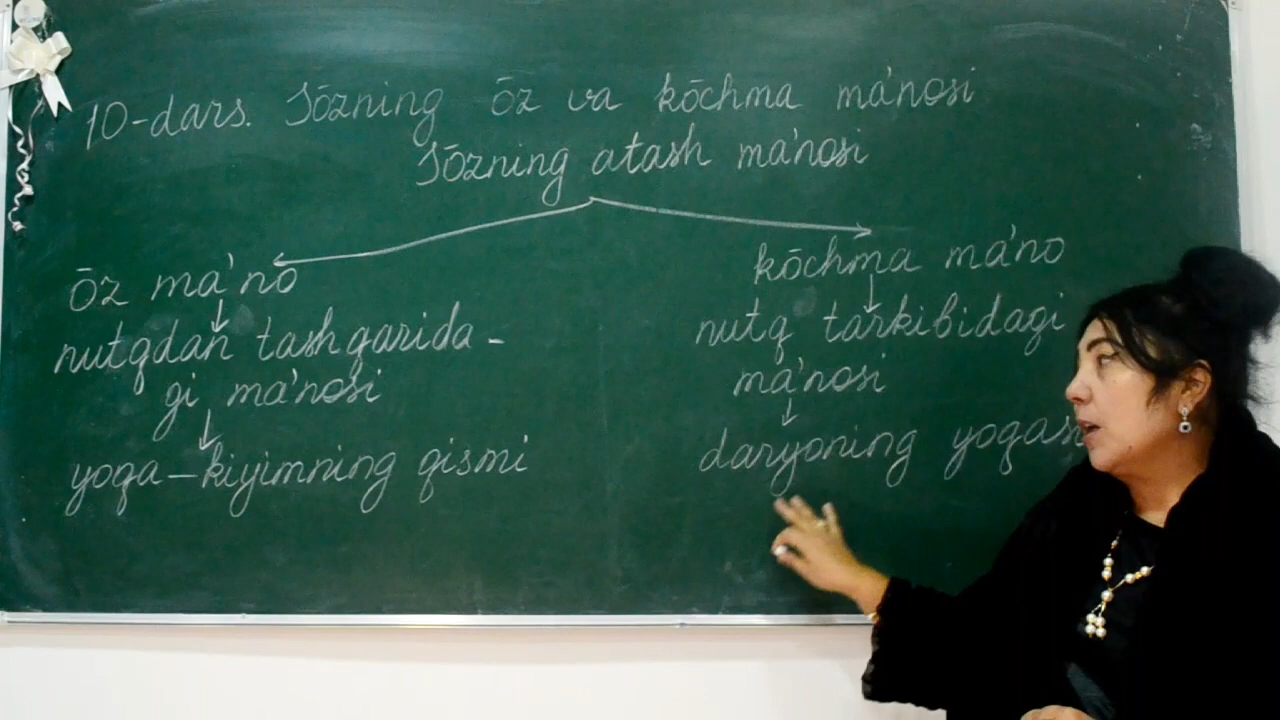 10-dars. Sōzning ōz va kōchma ma'nosi
Sōzning atash ma'nosi
ōz ma'no
nutqdan tashqarida-
gi ma'nosi
yoqa – kiyimning qismi
kōchma ma'no
nutq tarkibidagi
ma'nosi
daryoning